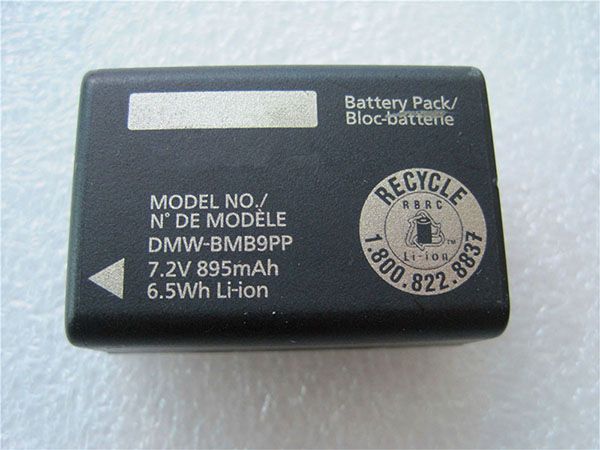 Battery Pack/
Bloc-batterie
MODEL NO./
N° DE MODÈLE
DMW-BMB9PP
7.2V 895mAh
6.5Wh Li-ion
RECYCLE
RBRC
Li-ion
1.800.822.8837